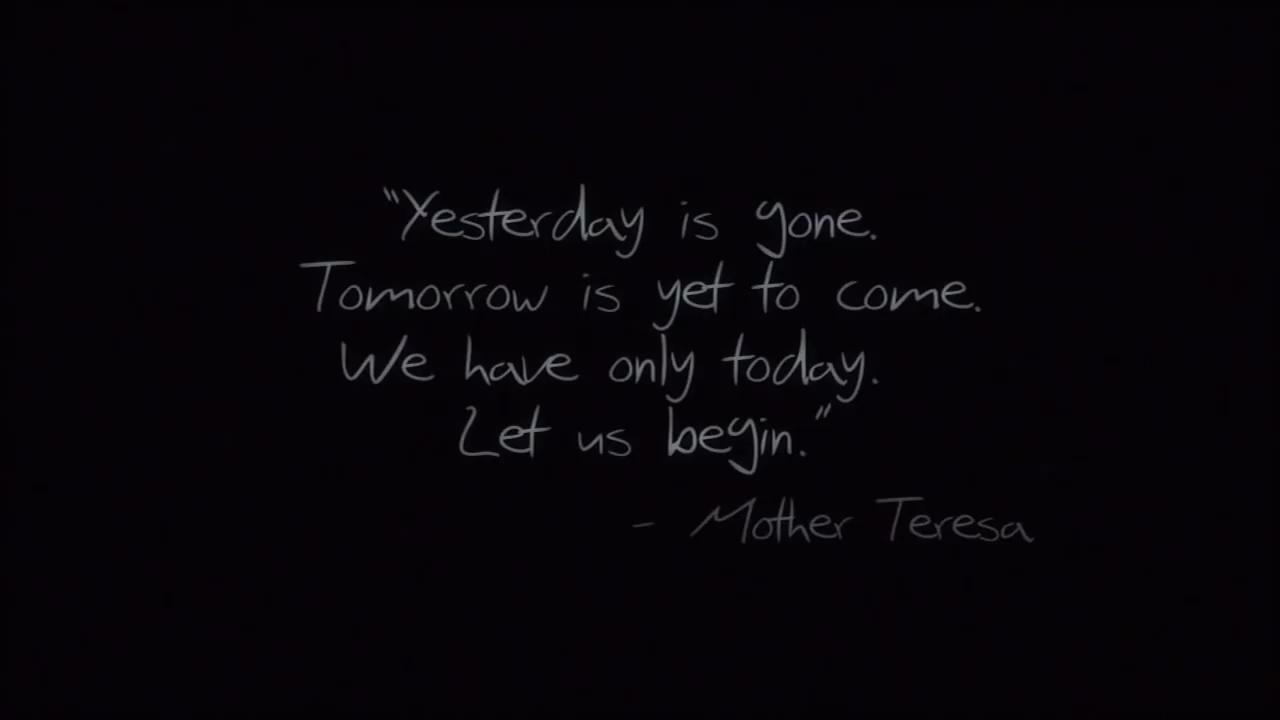 "Yesterday is gone.
Tomorrow is yet to come.
We have only today.
Let us begin."
- Mother Teresa